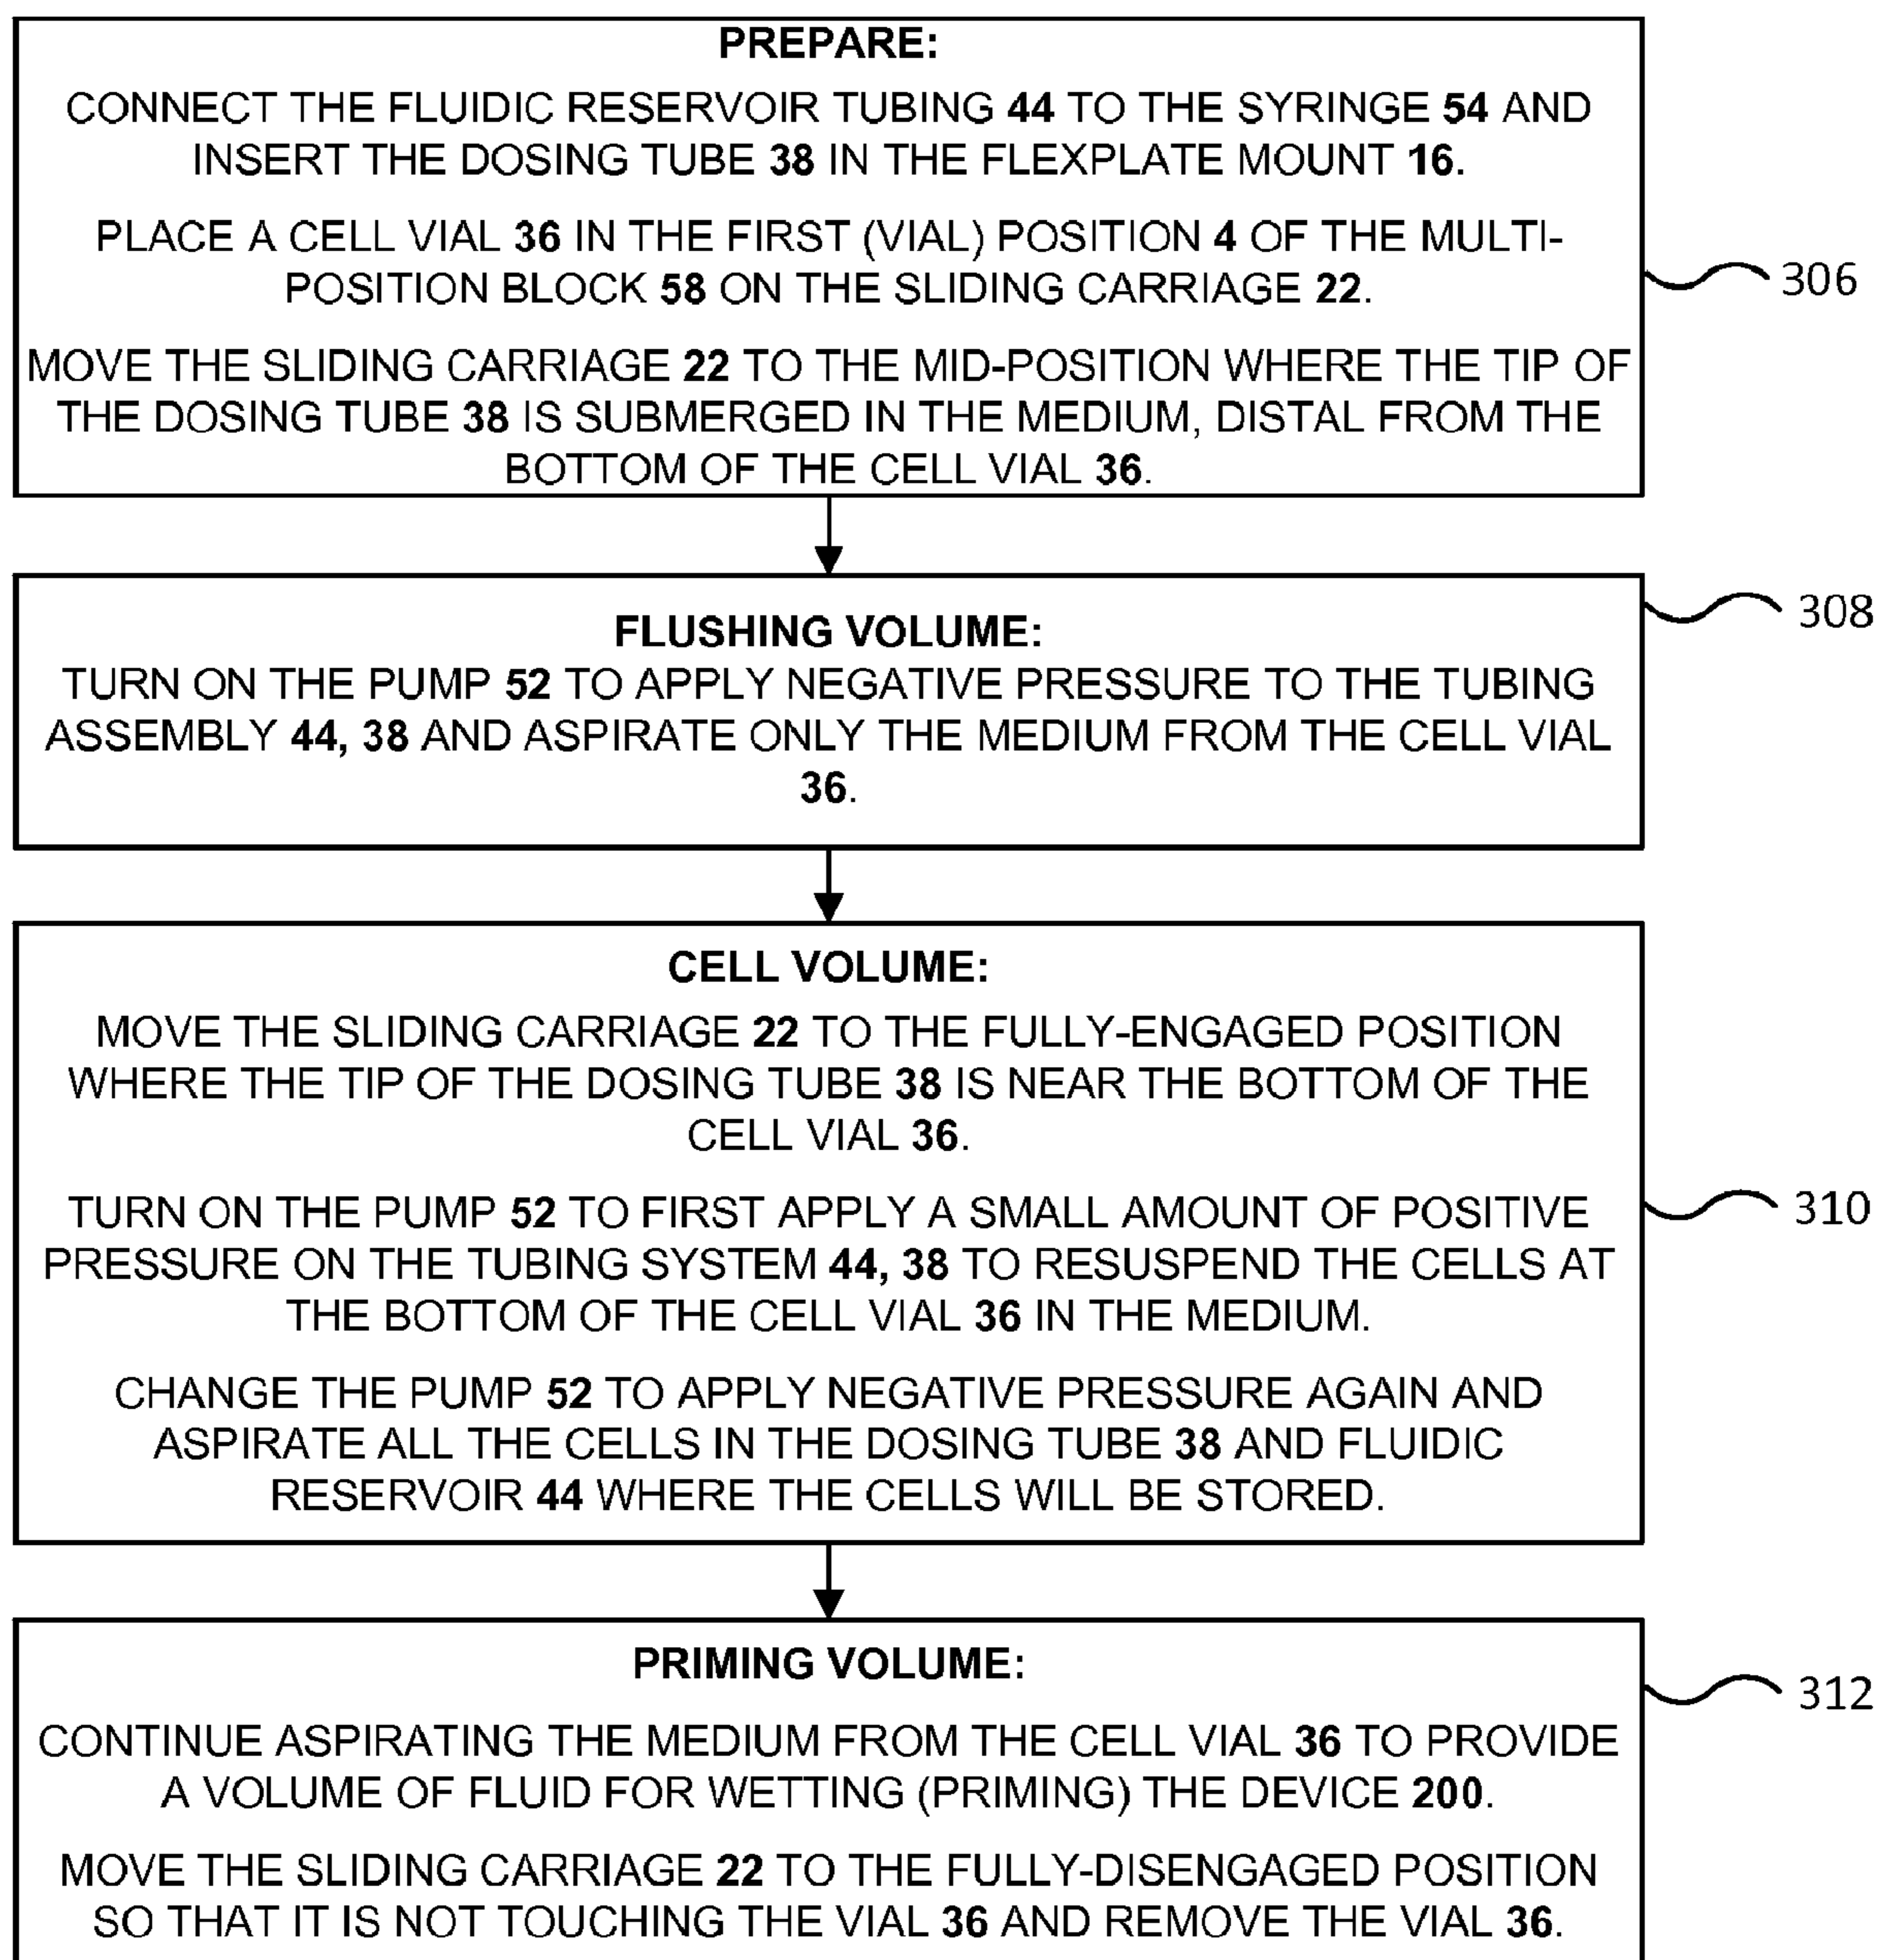 PREPARE:
CONNECT THE FLUIDIC RESERVOIR TUBING 44 TO THE SYRINGE 54 AND
INSERT THE DOSING TUBE 38 IN THE FLEXPLATE MOUNT 16.
PLACE A CELL VIAL 36 IN THE FIRST (VIAL) POSITION 4 OF THE MULTI-
POSITION BLOCK 58 ON THE SLIDING CARRIAGE 22.
MOVE THE SLIDING CARRIAGE 22 TO THE MID-POSITION WHERE THE TIP OF
THE DOSING TUBE 38 IS SUBMERGED IN THE MEDIUM, DISTAL FROM THE
BOTTOM OF THE CELL VIAL 36.
306
FLUSHING VOLUME:
TURN ON THE PUMP 52 TO APPLY NEGATIVE PRESSURE TO THE TUBING
ASSEMBLY 44, 38 AND ASPIRATE ONLY THE MEDIUM FROM THE CELL VIAL
36.
308
CELL VOLUME:
MOVE THE SLIDING CARRIAGE 22 TO THE FULLY-ENGAGED POSITION
WHERE THE TIP OF THE DOSING TUBE 38 IS NEAR THE BOTTOM OF THE
CELL VIAL 36.
TURN ON THE PUMP 52 TO FIRST APPLY A SMALL AMOUNT OF POSITIVE
PRESSURE ON THE TUBING SYSTEM 44, 38 TO RESUSPEND THE CELLS AT
THE BOTTOM OF THE CELL VIAL 36 IN THE MEDIUM.
CHANGE THE PUMP 52 TO APPLY NEGATIVE PRESSURE AGAIN AND
ASPIRATE ALL THE CELLS IN THE DOSING TUBE 38 AND FLUIDIC
RESERVOIR 44 WHERE THE CELLS WILL BE STORED.
310
PRIMING VOLUME:
CONTINUE ASPIRATING THE MEDIUM FROM THE CELL VIAL 36 TO PROVIDE
A VOLUME OF FLUID FOR WETTING (PRIMING) THE DEVICE 200.
MOVE THE SLIDING CARRIAGE 22 TO THE FULLY-DISENGAGED POSITION
SO THAT IT IS NOT TOUCHING THE VIAL 36 AND REMOVE THE VIAL 36.
312